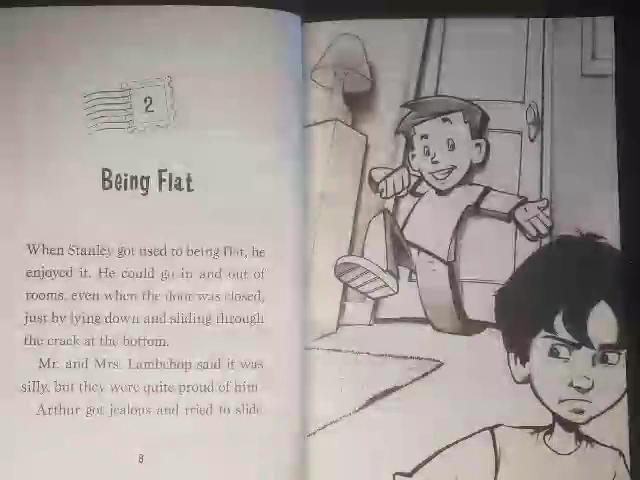 2
Being Flat
When Stanley got used to being flat, he
enjoyed it. He could go in and out of
rooms, even when the door was closed,
just by lying down and sliding through
the crack at the bottom.
Mr. and Mrs. Lambchop said it was
silly, but they were quite proud of him.
Arthur got jealous and tried to slide
8